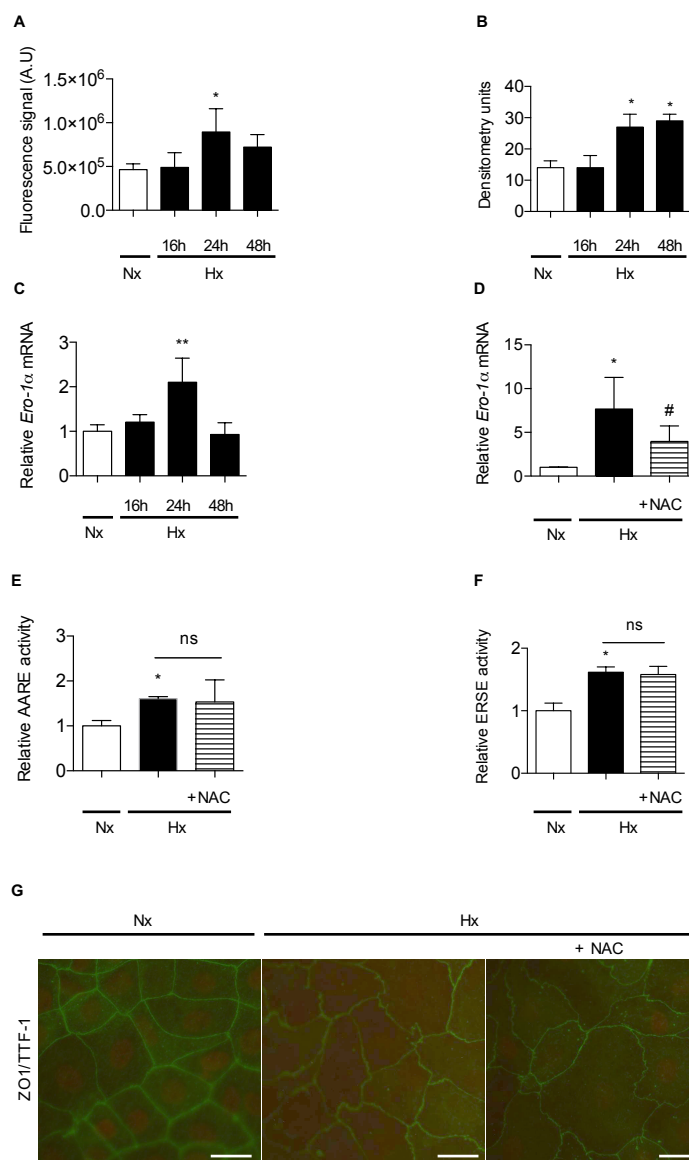 A
Fluorescence signal (A.U)
1.5×10⁶
1.0×10⁶
5.0×10⁵
0.0
*
16h 24h 48h
Nx Hx
B
Densitometry units
40
30
20
10
0
* *
16h 24h 48h
Nx Hx
C
Relative Ero-1α mRNA
3
2
1
0
**
16h 24h 48h
Nx Hx
D
Relative Ero-1α mRNA
15
10
5
0
*
#
+NAC
Nx Hx
E
Relative AARE activity
3
2
1
0
ns
*
+NAC
Nx Hx
F
Relative ERSE activity
2
1
0
ns
*
+NAC
Nx Hx
G
Nx Hx
+ NAC
ZO1/TTF-1